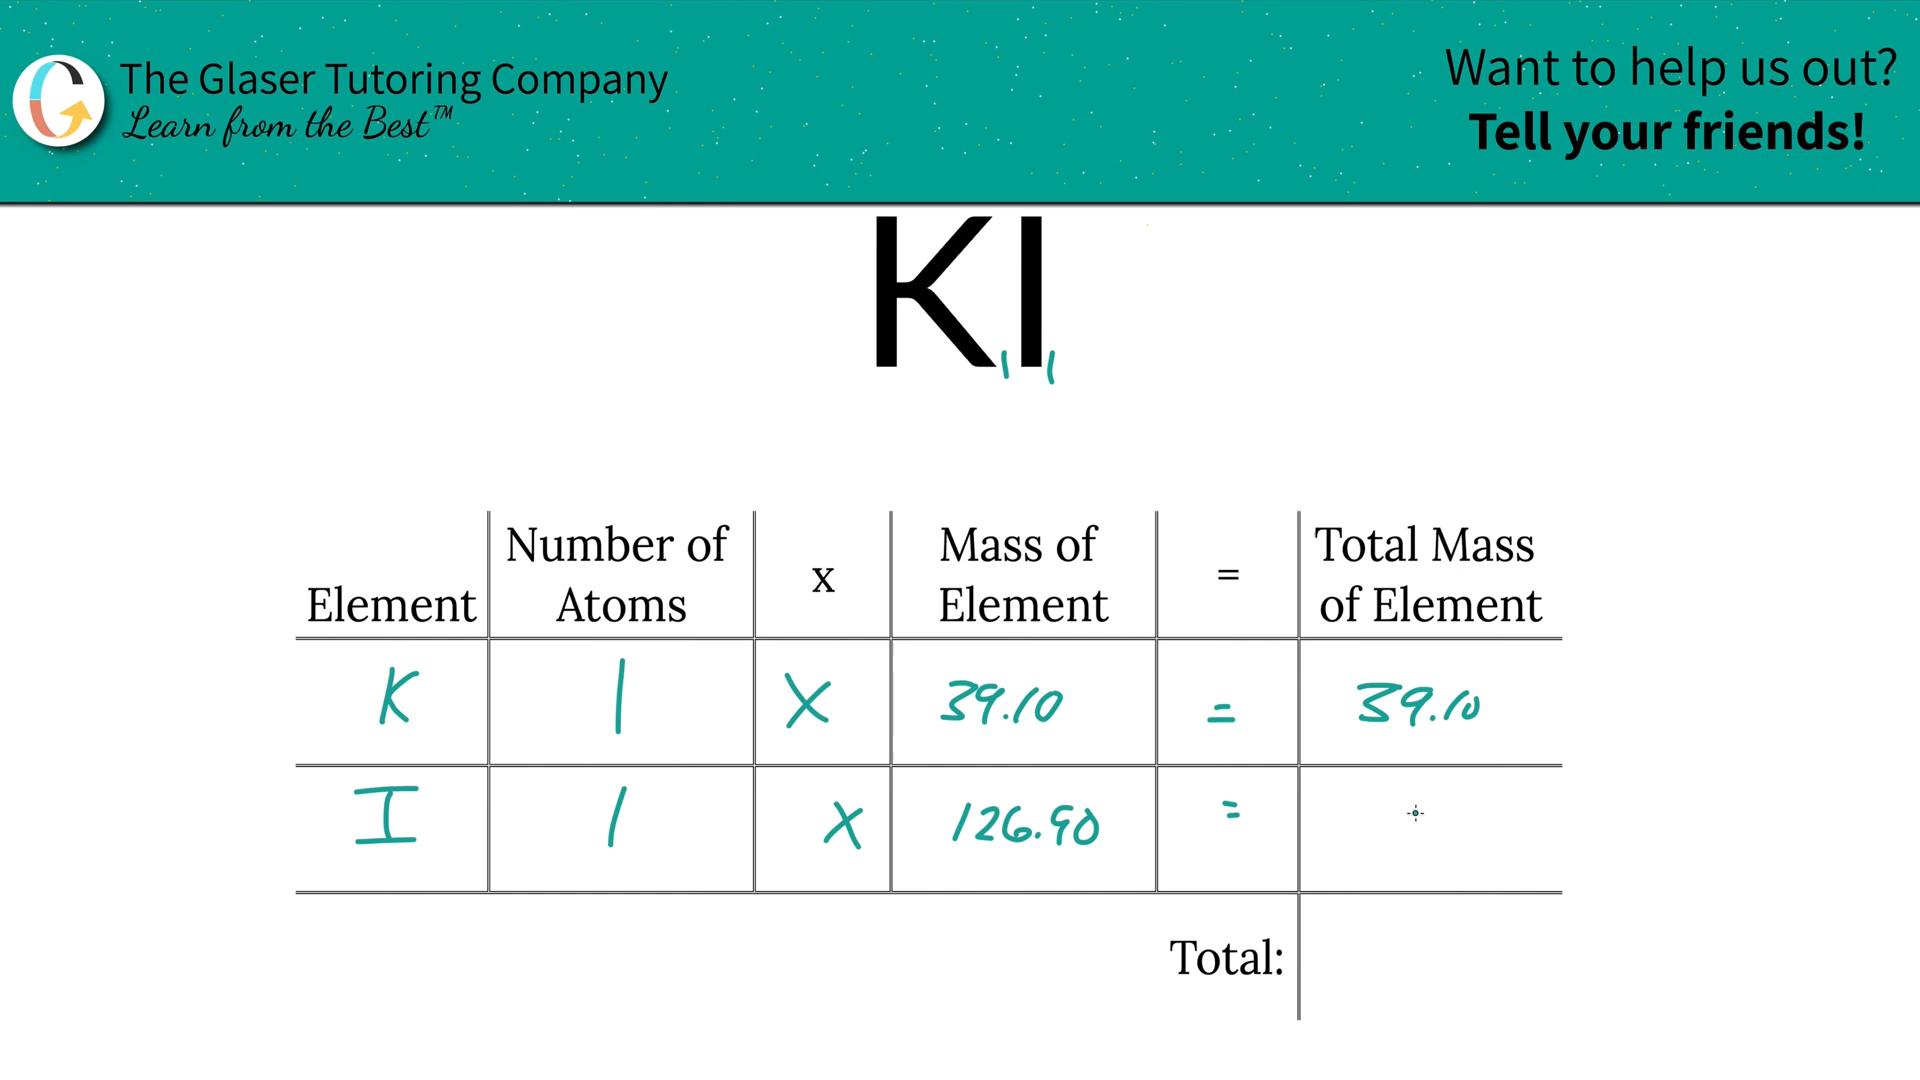 The Glaser Tutoring Company
Learn from the Best™
Want to help us out?
Tell your friends!
KI
1 1
Element Number of Atoms x Mass of Element = Total Mass of Element
K 1 X 39.10 = 39.10
I 1 X 126.90 =
Total: